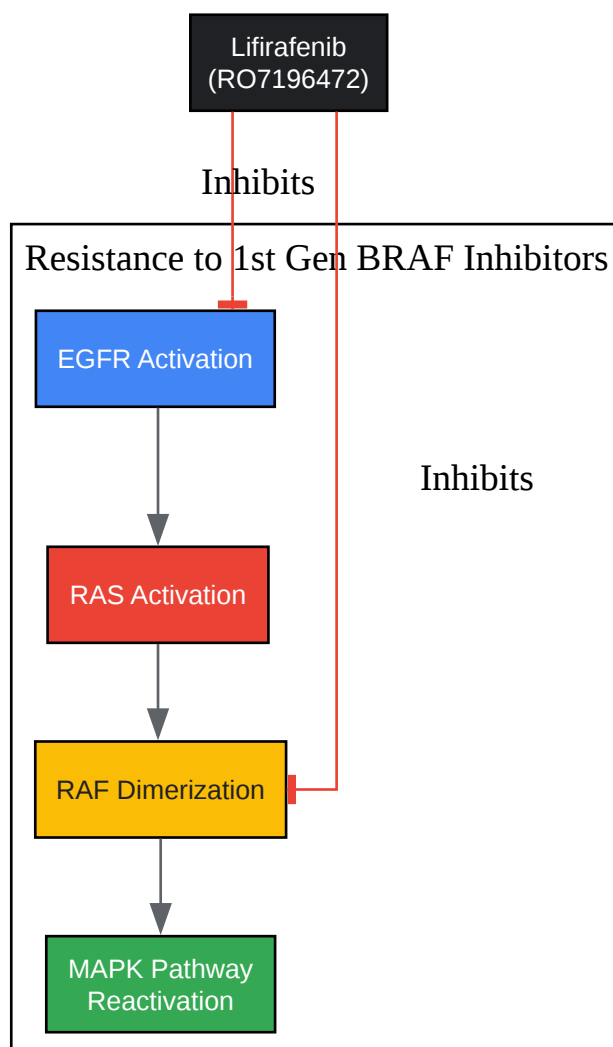 Lifirafenib
(RO7196472)
Inhibits
Resistance to 1st Gen BRAF Inhibitors
EGFR Activation
Inhibits
RAS Activation
RAF Dimerization
MAPK Pathway
Reactivation